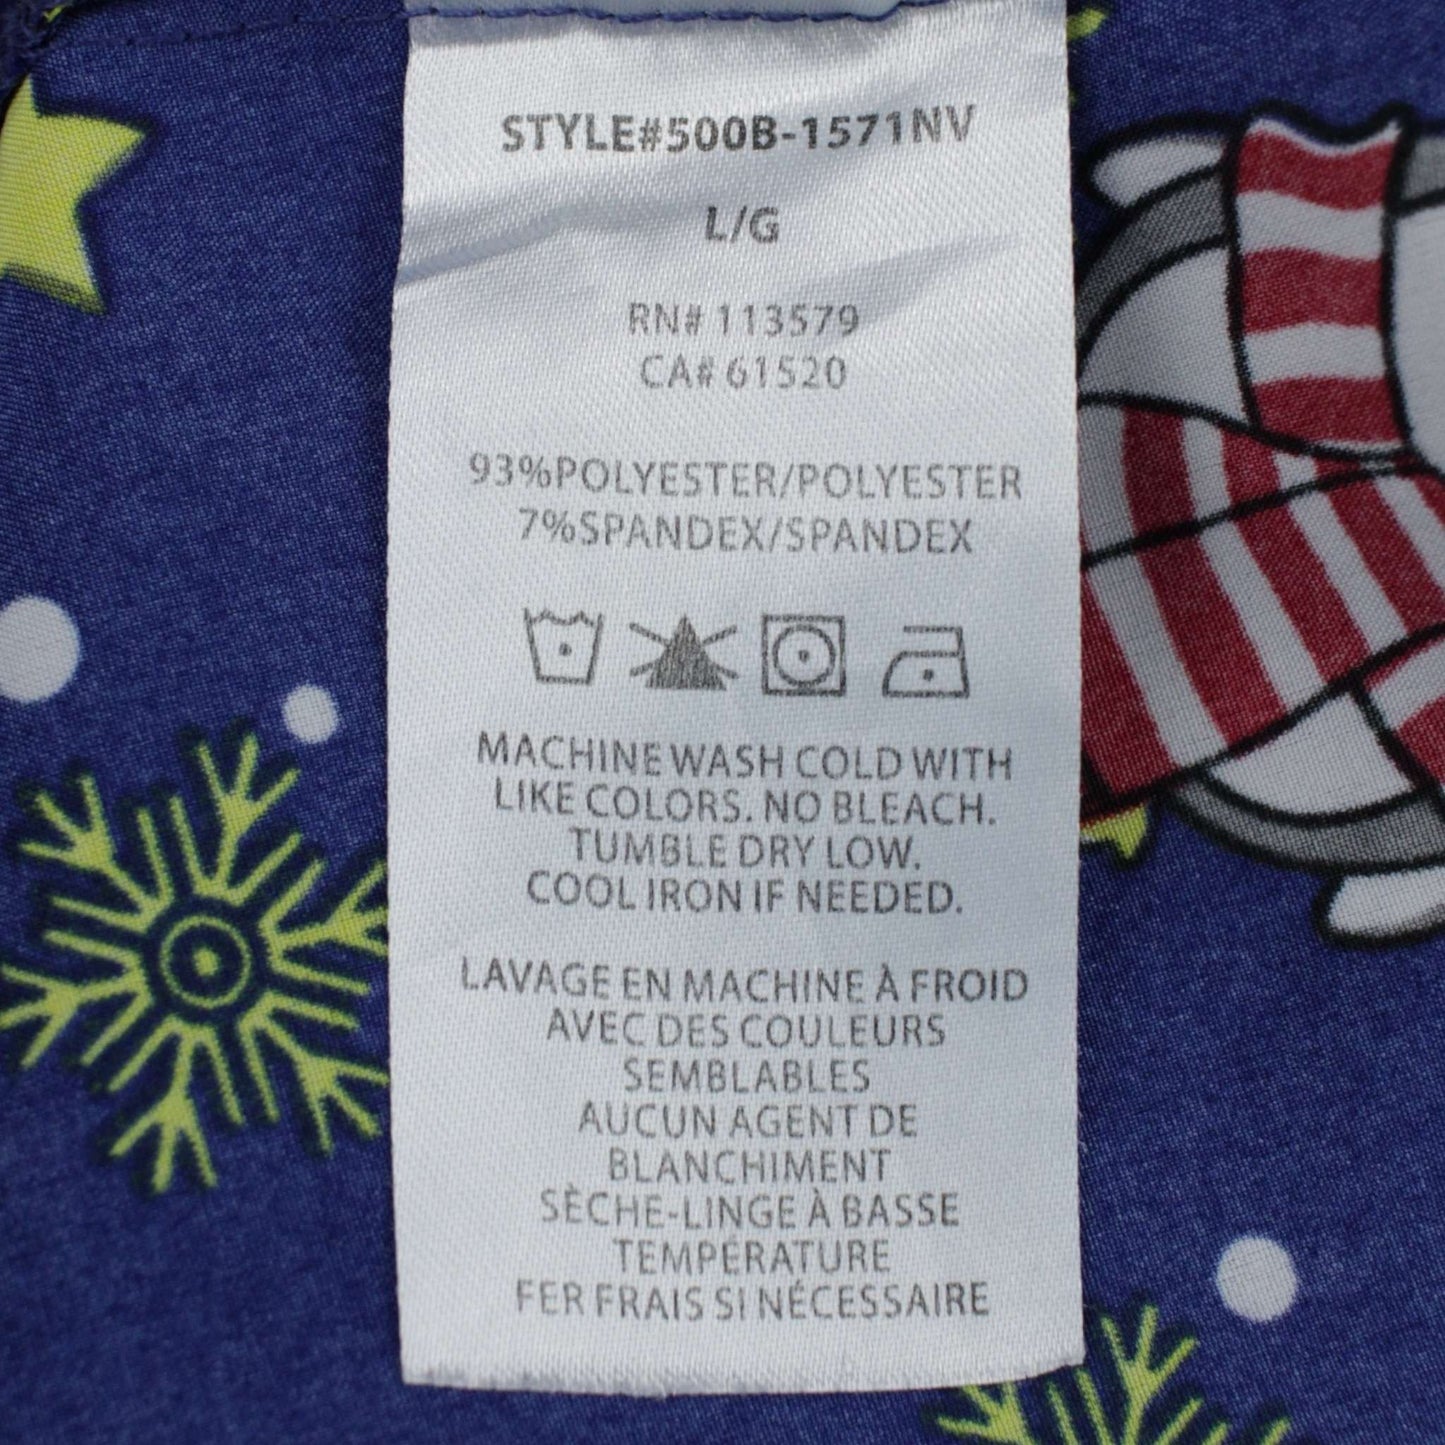 STYLE#500B-1571NV
L/G
RN# 113579
CA# 61520
93%POLYESTER/POLYESTER
7%SPANDEX/SPANDEX
MACHINE WASH COLD WITH
LIKE COLORS. NO BLEACH.
TUMBLE DRY LOW.
COOL IRON IF NEEDED.
LAVAGE EN MACHINE À FROID
AVEC DES COULEURS
SEMBLABLES
AUCUN AGENT DE
BLANCHIMENT
SÈCHE-LINGE À BASSE
TEMPÉRATURE
FER FRAIS SI NÉCESSAIRE